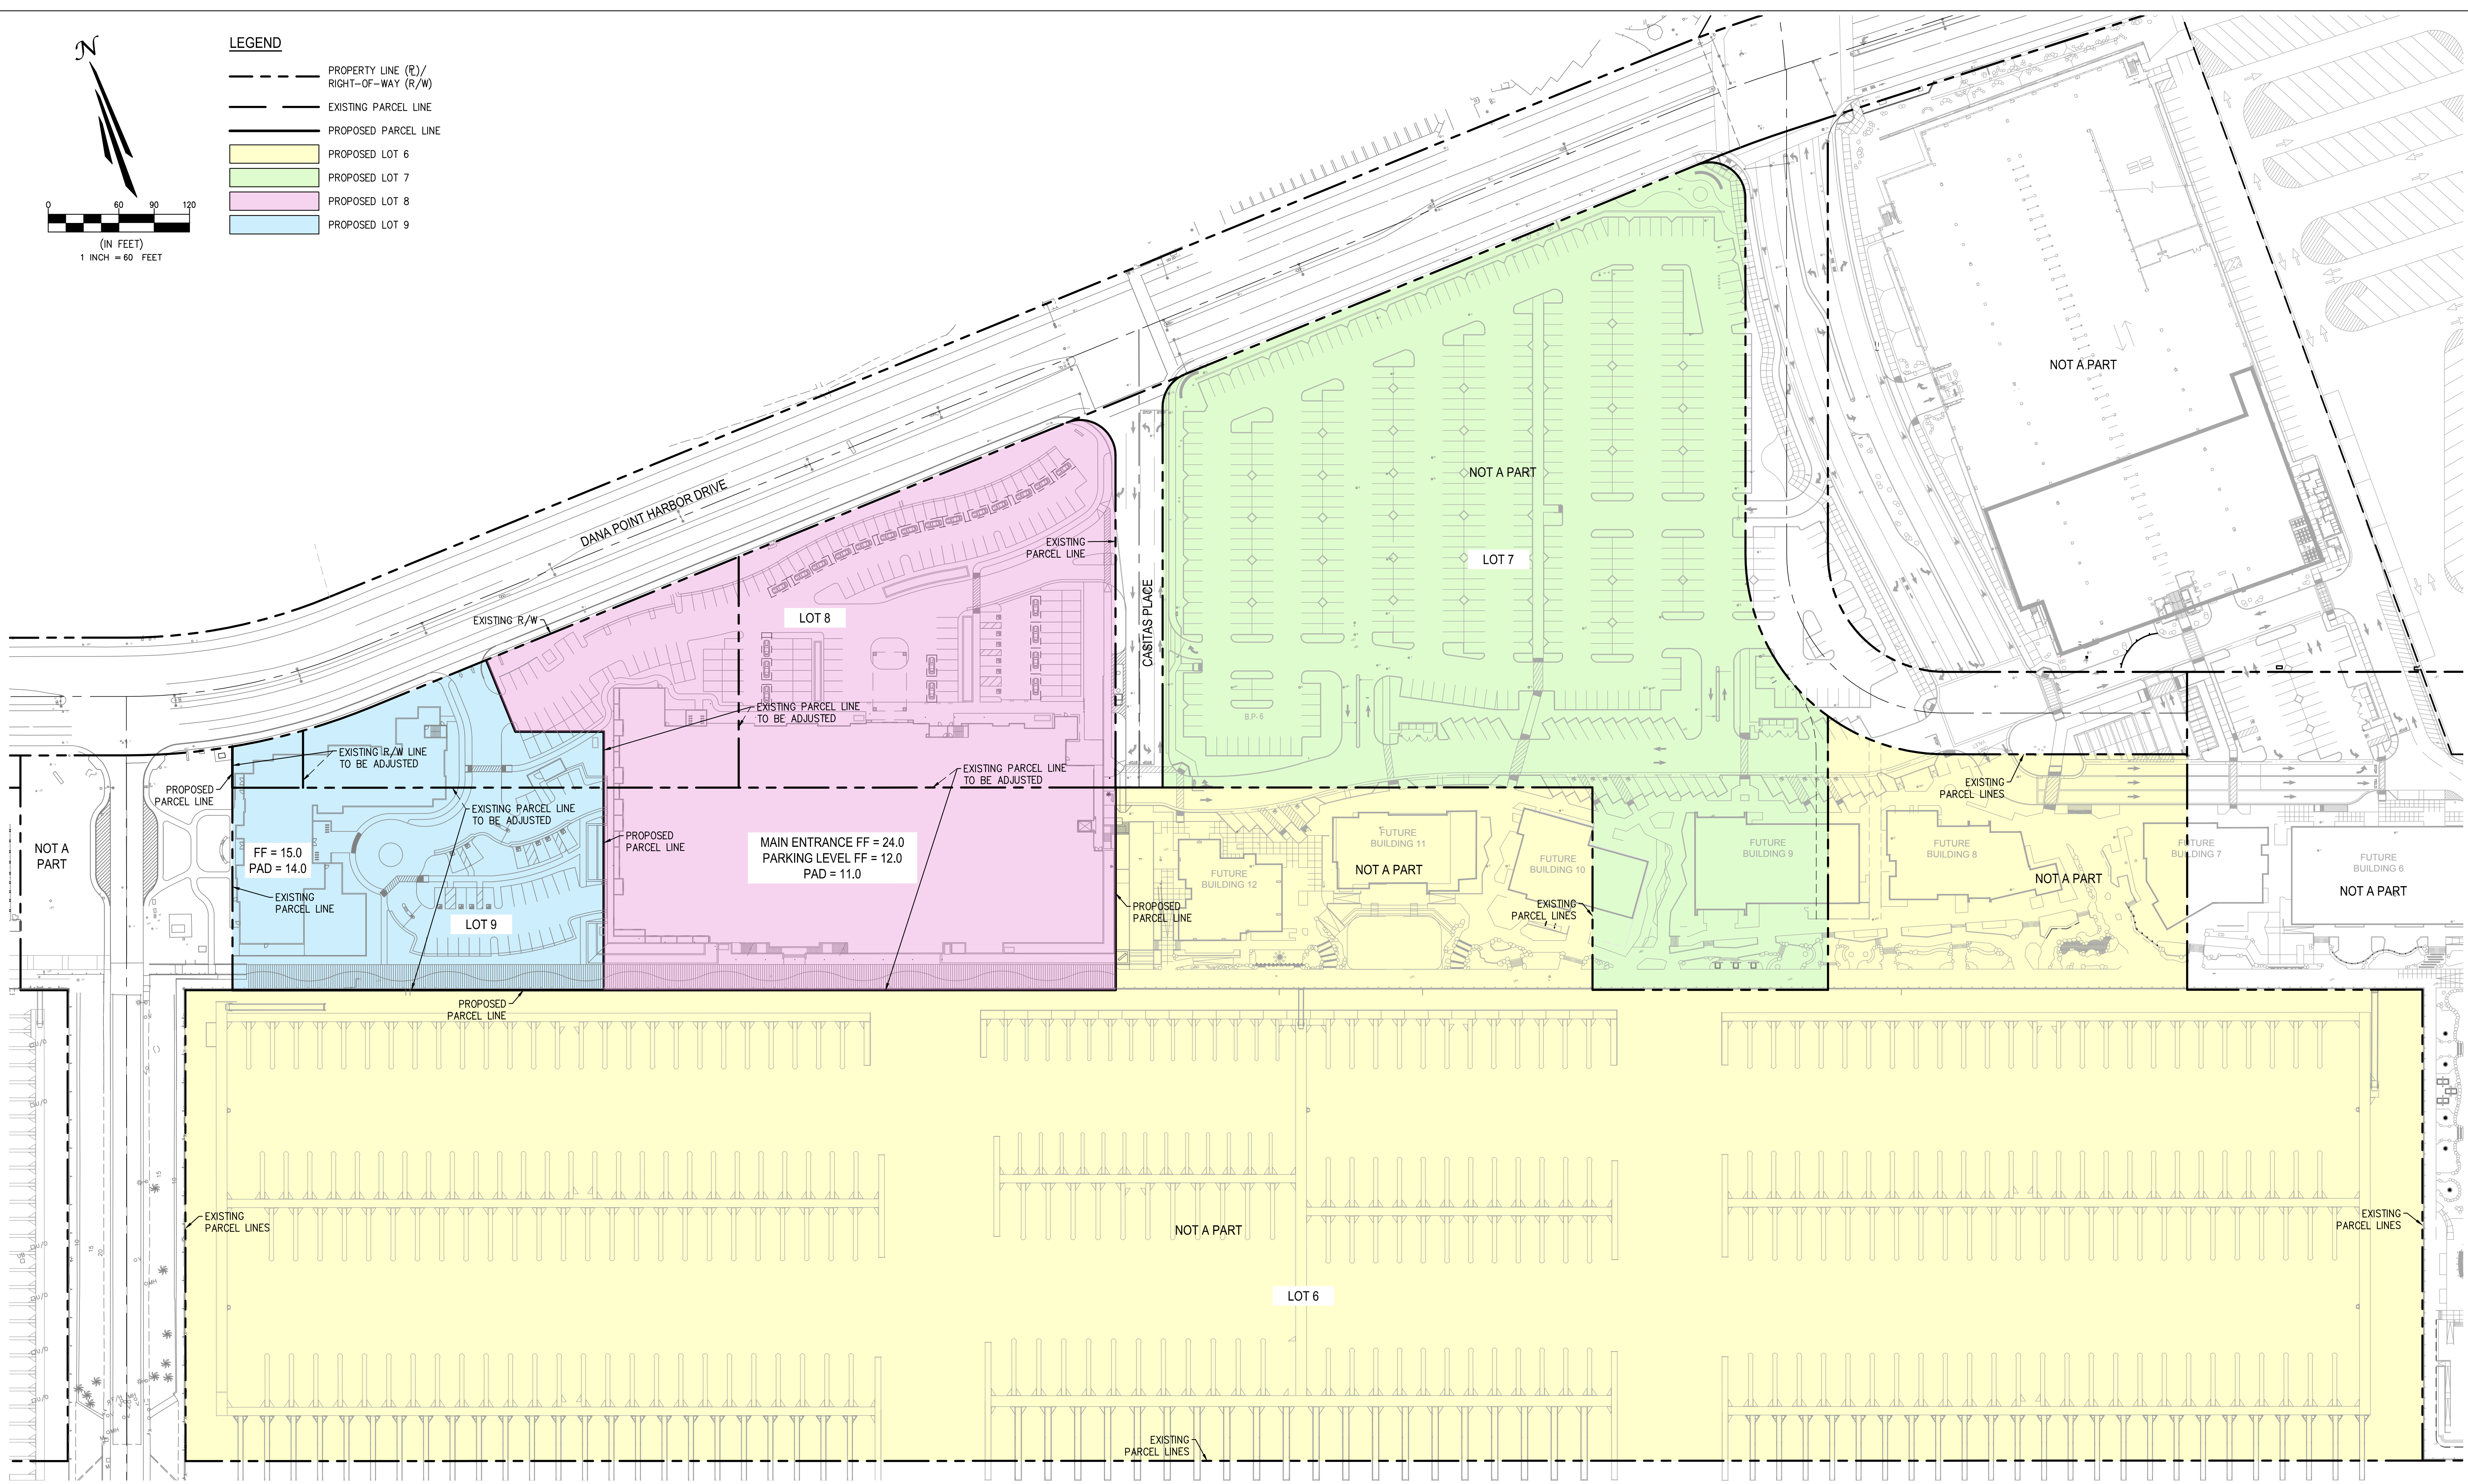 N
LEGEND
PROPERTY LINE (PL)/
RIGHT-OF-WAY (R/W)
EXISTING PARCEL LINE
PROPOSED PARCEL LINE
PROPOSED LOT 6
PROPOSED LOT 7
PROPOSED LOT 8
PROPOSED LOT 9
0 60 90 120
(IN FEET)
1 INCH = 60 FEET
NOT A PART
DANA POINT HARBOR DRIVE
NOT A PART
EXISTING
PARCEL LINE
LOT 7
CASITAS PLACE
LOT 8
EXISTING R/W
EXISTING PARCEL LINE
TO BE ADJUSTED
B.P-6
EXISTING R/W LINE
TO BE ADJUSTED
EXISTING PARCEL LINE
TO BE ADJUSTED
EXISTING
PARCEL LINES
PROPOSED
PARCEL LINE
EXISTING PARCEL LINE
TO BE ADJUSTED
PROPOSED
PARCEL LINE
NOT A
PART
FF = 15.0
PAD = 14.0
MAIN ENTRANCE FF = 24.0
PARKING LEVEL FF = 12.0
PAD = 11.0
FUTURE
BUILDING 12
FUTURE
BUILDING 11
NOT A PART
FUTURE
BUILDING 10
FUTURE
BUILDING 9
FUTURE
BUILDING 8
NOT A PART
FUTURE
BUILDING 7
FUTURE
BUILDING 6
NOT A PART
EXISTING
PARCEL LINE
LOT 9
PROPOSED
PARCEL LINE
EXISTING
PARCEL LINES
PROPOSED
PARCEL LINE
EXISTING
PARCEL LINES
NOT A PART
EXISTING
PARCEL LINES
LOT 6
EXISTING
PARCEL LINES
10
15
20
15
10